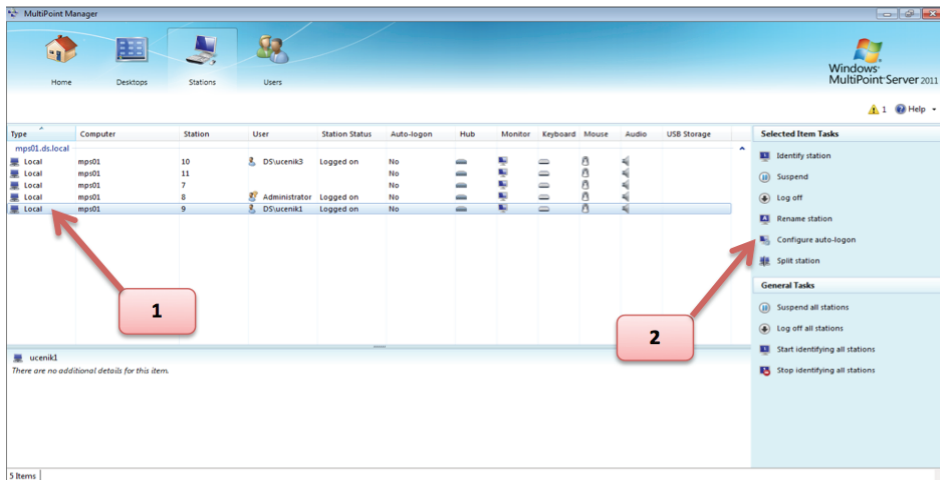 MultiPoint Manager
Home Desktops Stations Users
Windows
MultiPoint Server 2011
1 Help
Type Computer Station User Station Status Auto-logon Hub Monitor Keyboard Mouse Audio USB Storage
mps01.ds.local
Local mps01 10 DS\ucenik3 Logged on No
Local mps01 11 No
Local mps01 7 No
Local mps01 8 Administrator Logged on No
Local mps01 9 DS\ucenik1 Logged on No
1
ucenik1
There are no additional details for this item.
5 Items
Selected Item Tasks
Identify station
Suspend
Log off
Rename station
Configure auto-logon
Split station
2
General Tasks
Suspend all stations
Log off all stations
Start identifying all stations
Stop identifying all stations